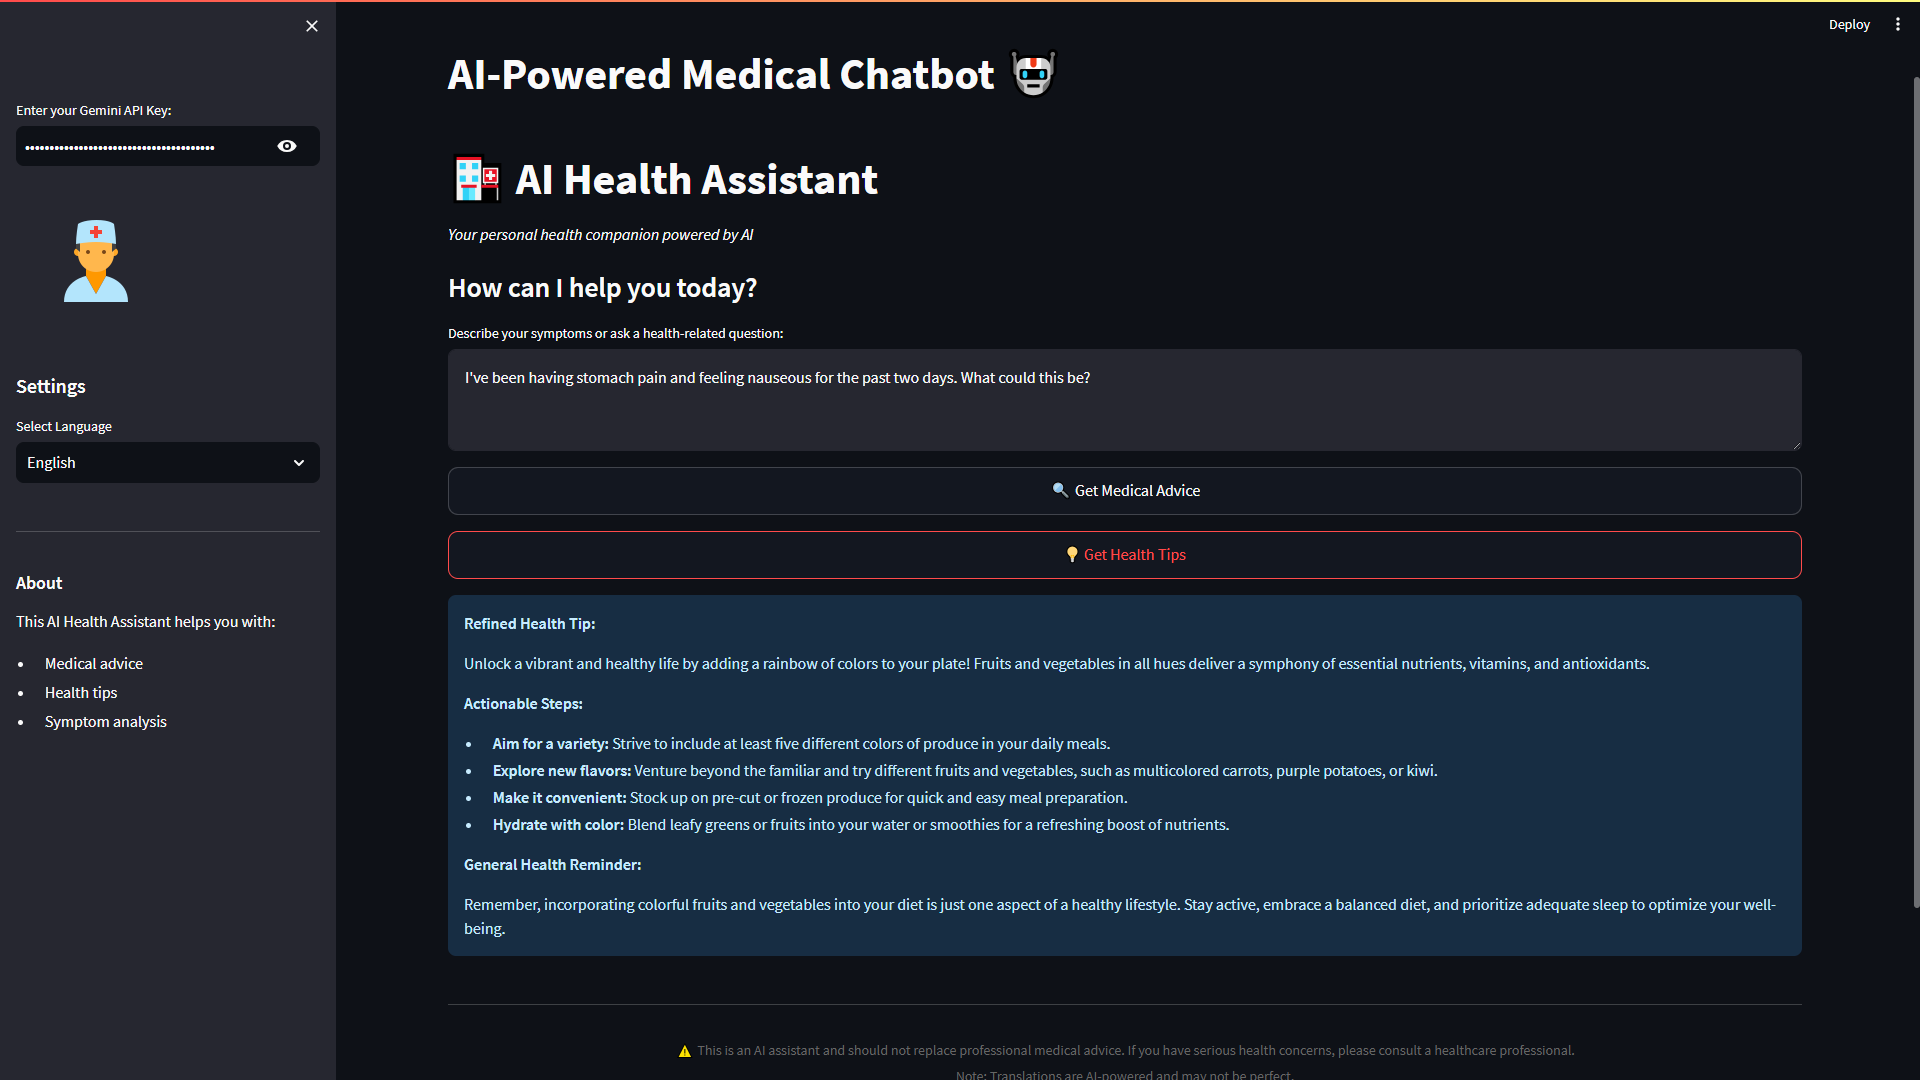 Deploy
Enter your Gemini API Key:
Settings
Select Language
English
About
This AI Health Assistant helps you with:
Medical advice
Health tips
Symptom analysis
AI-Powered Medical Chatbot
AI Health Assistant
Your personal health companion powered by AI
How can I help you today?
Describe your symptoms or ask a health-related question:
I've been having stomach pain and feeling nauseous for the past two days. What could this be?
Get Medical Advice
Get Health Tips
Refined Health Tip:
Unlock a vibrant and healthy life by adding a rainbow of colors to your plate! Fruits and vegetables in all hues deliver a symphony of essential nutrients, vitamins, and antioxidants.
Actionable Steps:
Aim for a variety: Strive to include at least five different colors of produce in your daily meals.
Explore new flavors: Venture beyond the familiar and try different fruits and vegetables, such as multicolored carrots, purple potatoes, or kiwi.
Make it convenient: Stock up on pre-cut or frozen produce for quick and easy meal preparation.
Hydrate with color: Blend leafy greens or fruits into your water or smoothies for a refreshing boost of nutrients.
General Health Reminder:
Remember, incorporating colorful fruits and vegetables into your diet is just one aspect of a healthy lifestyle. Stay active, embrace a balanced diet, and prioritize adequate sleep to optimize your well-
being.
This is an AI assistant and should not replace professional medical advice. If you have serious health concerns, please consult a healthcare professional.
Note: Translations are AI-powered and may not be perfect.